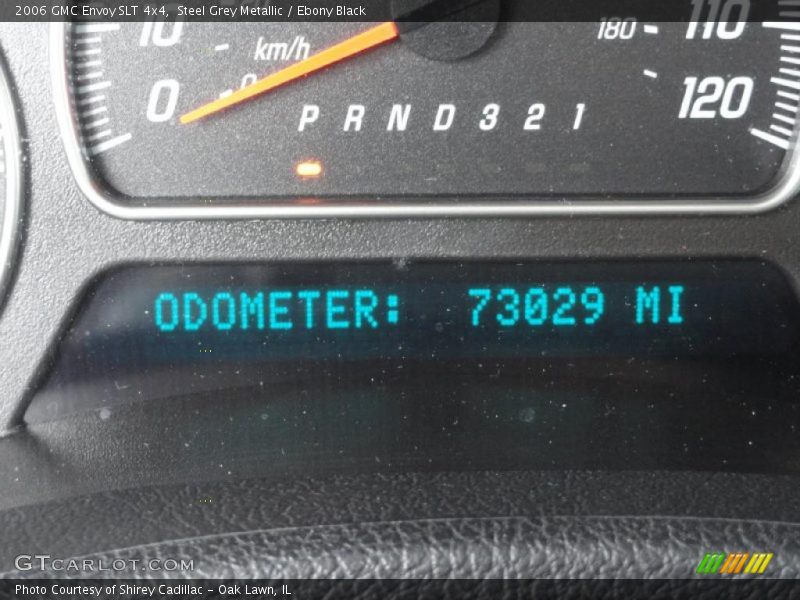 2006 GMC Envoy SLT 4x4, Steel Grey Metallic / Ebony Black
10 km/h 180 110
0 0 120
P R N D 3 2 1
ODOMETER: 73029 MI
GTCARLOT.COM
Photo Courtesy of Shirey Cadillac - Oak Lawn, IL